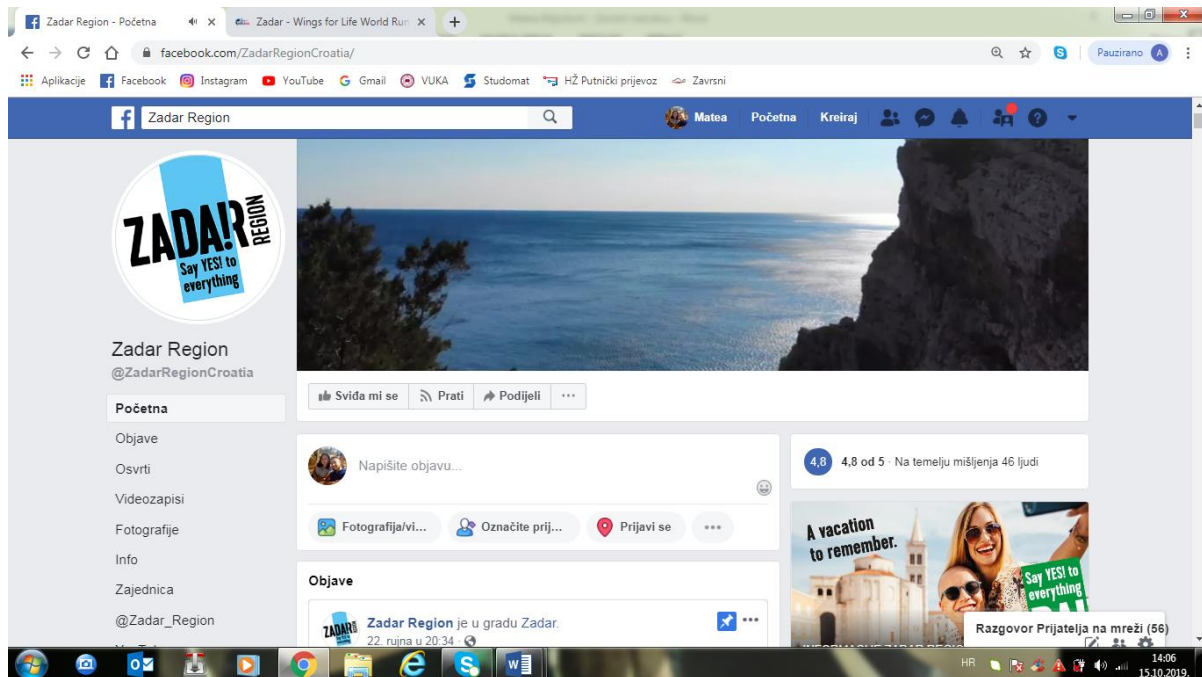 Zadar Region - Početna
Zadar - Wings for Life World Run
facebook.com/ZadarRegionCroatia/
Pauzirano A
Aplikacije Facebook Instagram YouTube Gmail VUKA Studomat HŽ Putnički prijevoz Zavrsni
Zadar Region
Matea Početna Kreiraj
ZADAR!
REGION
Say YES! to
everything
Zadar Region
@ZadarRegionCroatia
Početna
Objave
Osvrti
Videozapisi
Fotografije
Info
Zajednica
@Zadar_Region
Sviđa mi se Prati Podijeli ...
Napišite objavu...
Fotografija/vi... Označite prij... Prijavi se ...
Objave
Zadar Region je u gradu Zadar.
22. rujna u 20:34
4,8 4,8 od 5 · Na temelju mišljenja 46 ljudi
A vacation
to remember.
Say YES! to
everything
Razgovor Prijatelja na mreži (56)
HR
14:06
15.10.2019.